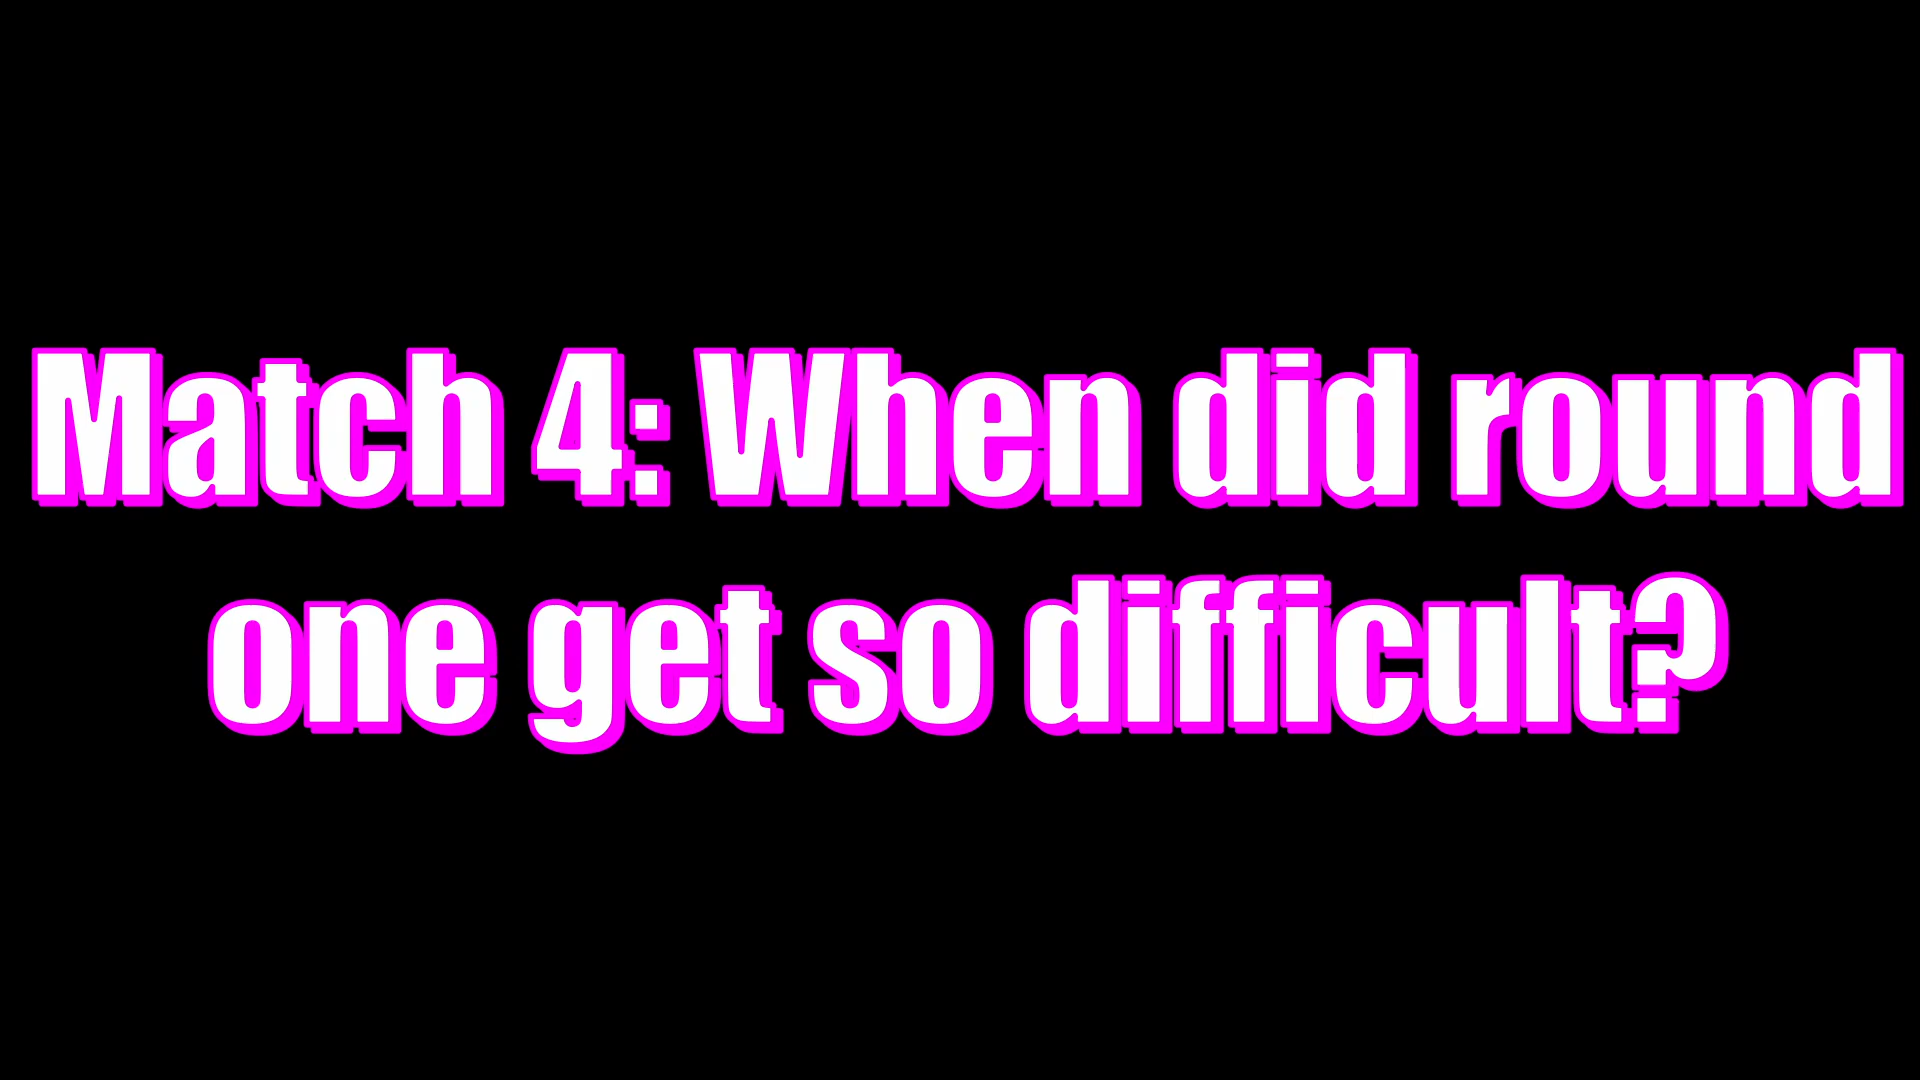 Match 4: When did round
one get so difficult?